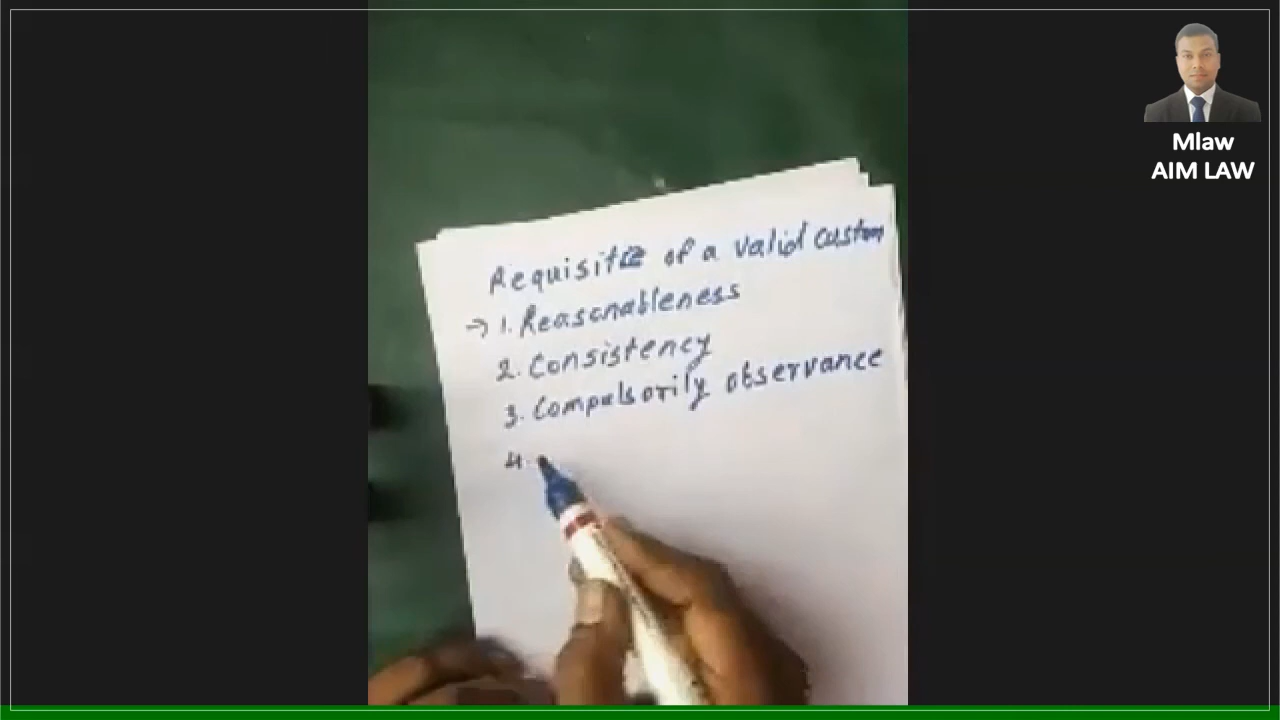 Requisite of a valid custom
→ 1. Reasonableness
2. Consistency
3. Compulsorily observance
4.
Mlaw
AIM LAW